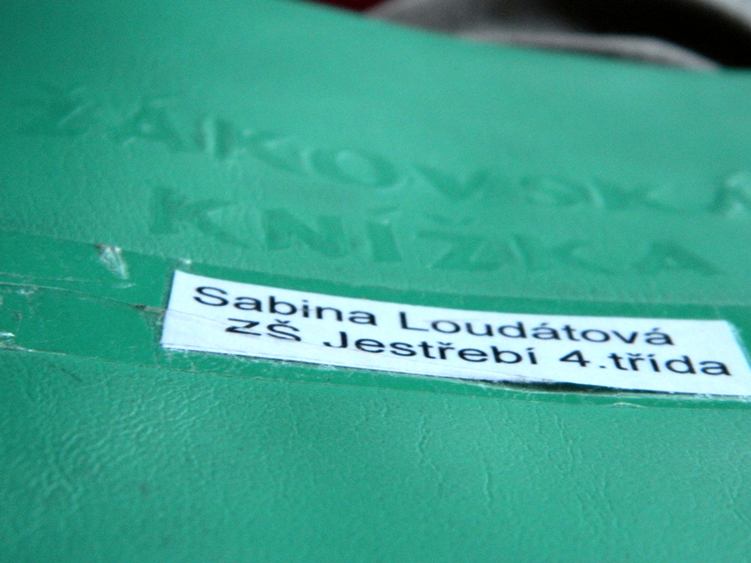 ŽÁKOVSKÁ
KNÍŽKA
Sabina Loudátová
ZŠ Jestřebí 4.třída